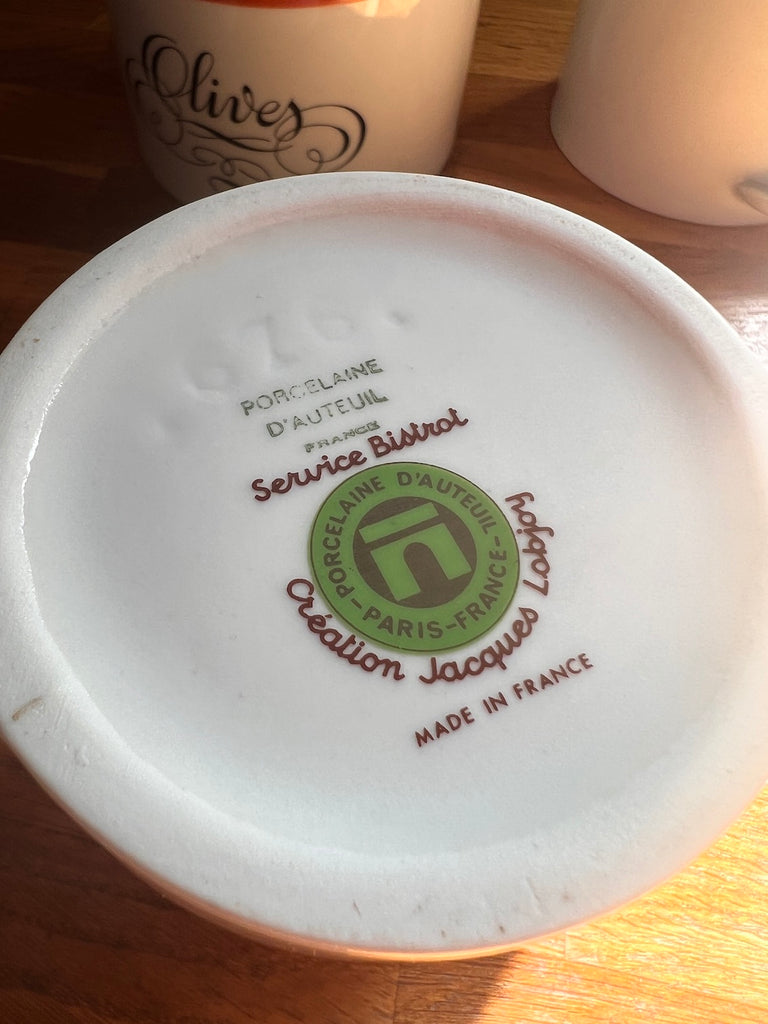 Olives
PORCELAINE
D'AUTEUIL
FRANCE
Service Bistrot
PORCELAINE D'AUTEUIL
-PARIS-FRANCE-
Création Jacques Lobjoy
MADE IN FRANCE